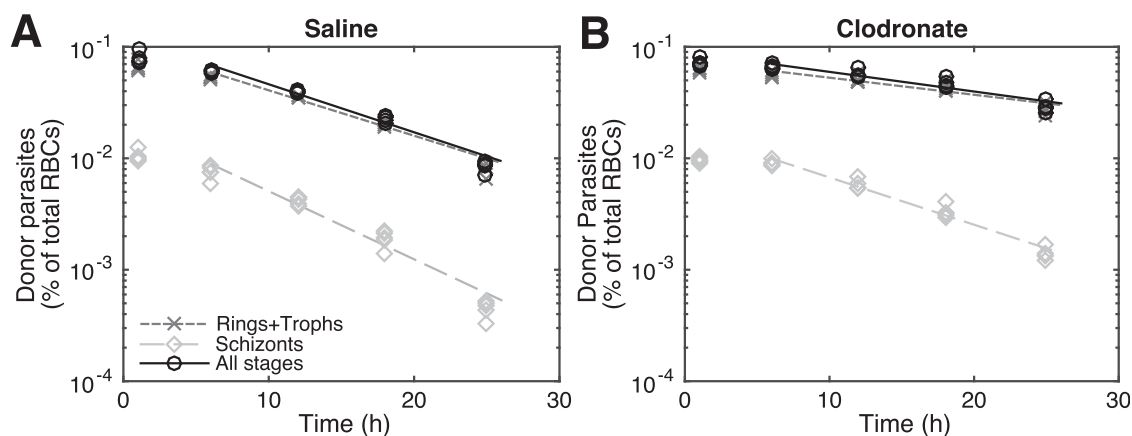 A
Saline
Donor parasites
(% of total RBCs)
10^-1
10^-2
10^-3
10^-4
Rings+Trophs
Schizonts
All stages
0 10 20 30
Time (h)
B
Clodronate
Donor Parasites
(% of total RBCs)
10^-1
10^-2
10^-3
10^-4
0 10 20 30
Time (h)